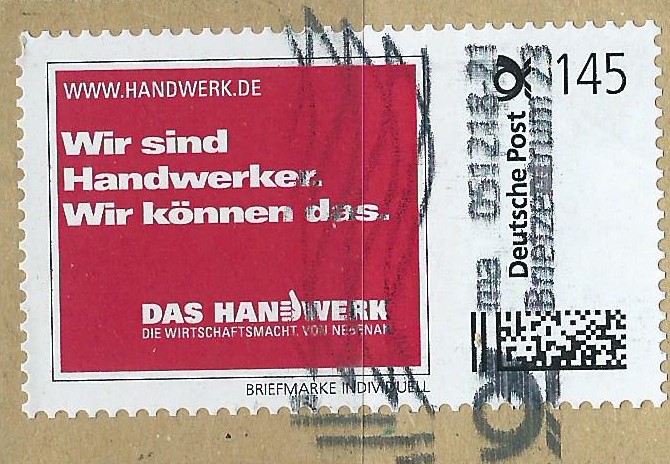 WWW.HANDWERK.DE
Wir sind
Handwerker.
Wir können das.
DAS HANDWERK
DIE WIRTSCHAFTSMACHT. VON NEBENAN.
BRIEFMARKE INDIVIDUELL
Deutsche Post
145
Briefzentrum